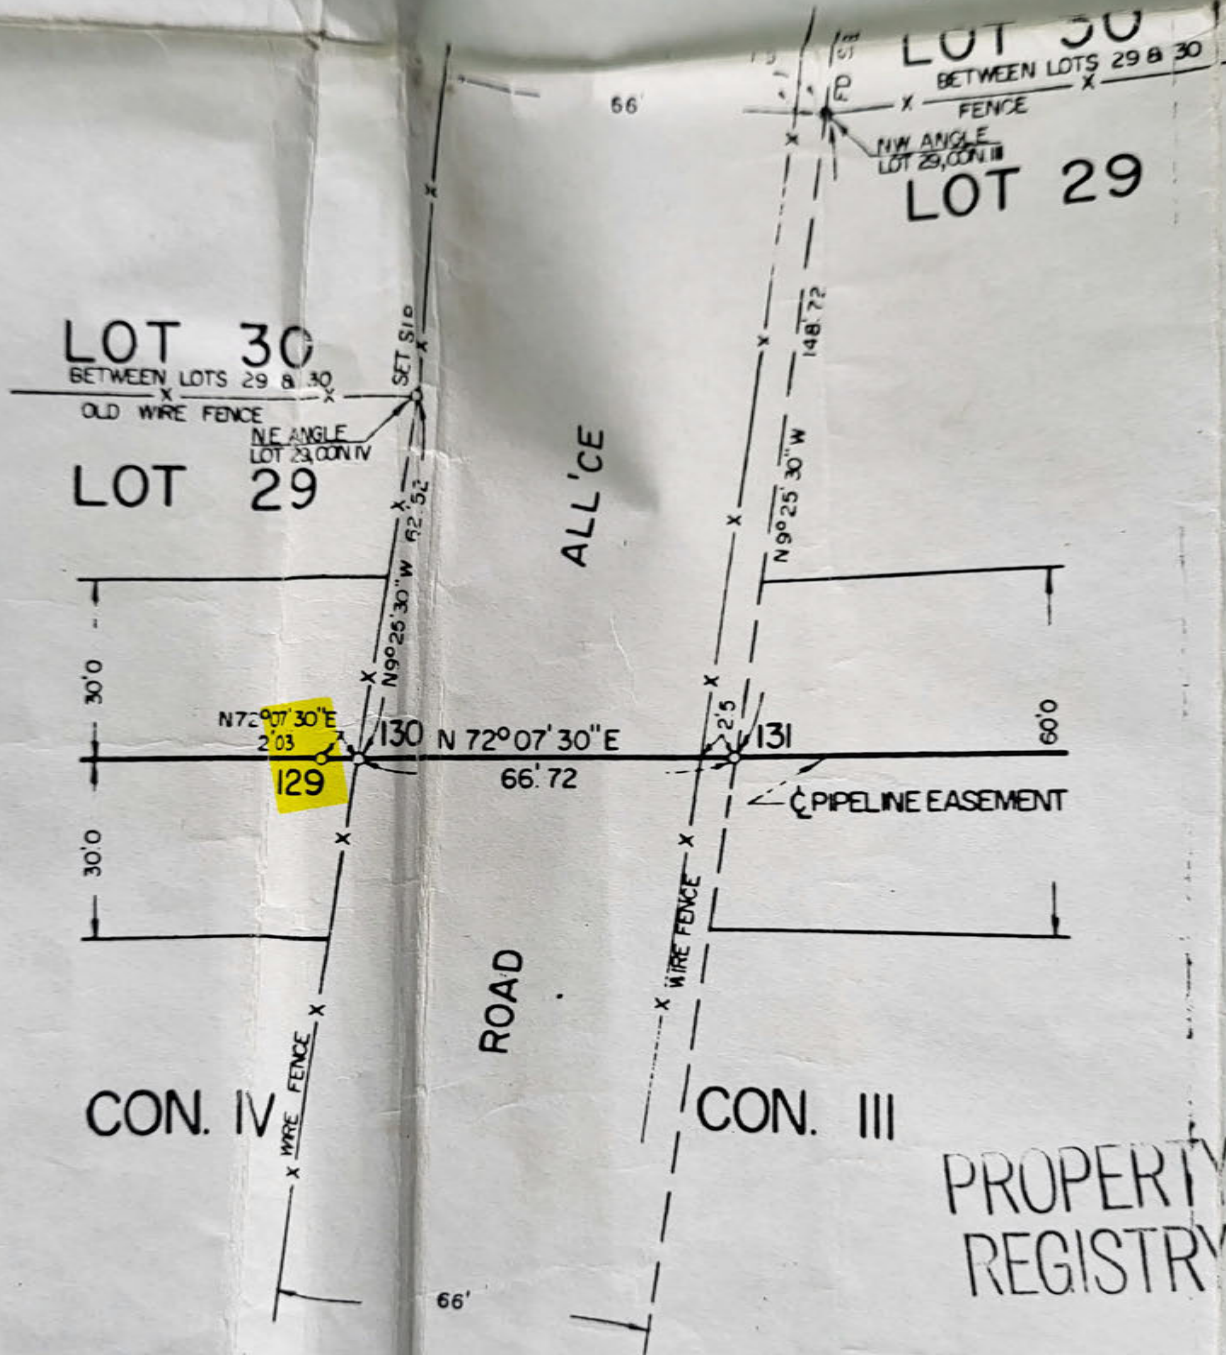 LOT 30
BETWEEN LOTS 29 & 30
FENCE
66'
FD
NW ANGLE
LOT 29, CON III
LOT 29
148'.72
N9°25'30"W
LOT 30
BETWEEN LOTS 29 & 30
OLD WIRE FENCE
SET SIB
N.E. ANGLE
LOT 29, CON IV
LOT 29
N9°25'30"W 62'.52
ALL'CE
ROAD
30'.0
30'.0
60'.0
N72°07'30"E
2'.03
129
130
N 72°07'30"E
66'.72
2'.5
131
℄ PIPELINE EASEMENT
WIRE FENCE
WIRE FENCE
CON. IV
CON. III
66'
PROPERTY
REGISTRY